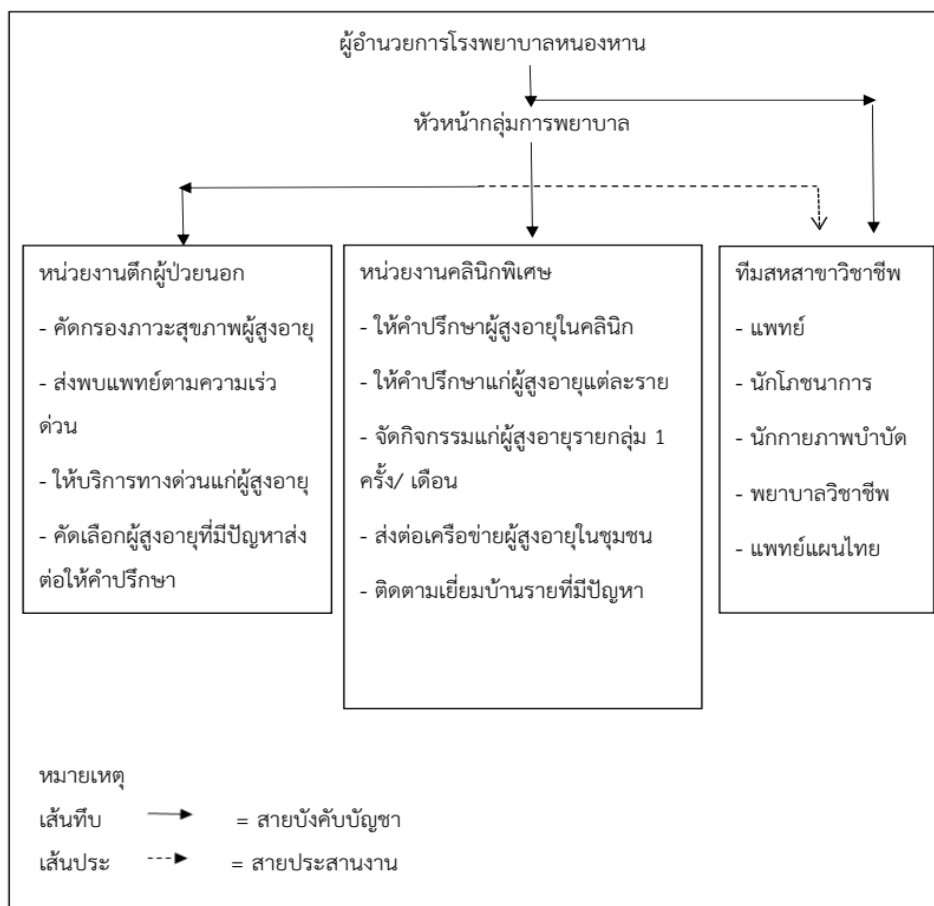 ผู้อำนวยการโรงพยาบาลหนองหาน
หัวหน้ากลุ่มการพยาบาล
หน่วยงานตึกผู้ป่วยนอก
- คัดกรองภาวะสุขภาพผู้สูงอายุ
- ส่งพบแพทย์ตามความเร่ว
ด่วน
- ให้บริการทางด่วนแก่ผู้สูงอายุ
- คัดเลือกผู้สูงอายุที่มีปัญหาส่ง
ต่อให้คำปรึกษา
หน่วยงานคลินิกพิเศษ
- ให้คำปรึกษาผู้สูงอายุในคลินิก
- ให้คำปรึกษาแก่ผู้สูงอายุแต่ละราย
- จัดกิจกรรมแก่ผู้สูงอายุรายกลุ่ม 1
ครั้ง/ เดือน
- ส่งต่อเครือข่ายผู้สูงอายุในชุมชน
- ติดตามเยี่ยมบ้านรายที่มีปัญหา
ทีมสหสาขาวิชาชีพ
- แพทย์
- นักโภชนาการ
- นักกายภาพบำบัด
- พยาบาลวิชาชีพ
- แพทย์แผนไทย
หมายเหตุ
เส้นทึบ = สายบังคับบัญชา
เส้นประ = สายประสานงาน